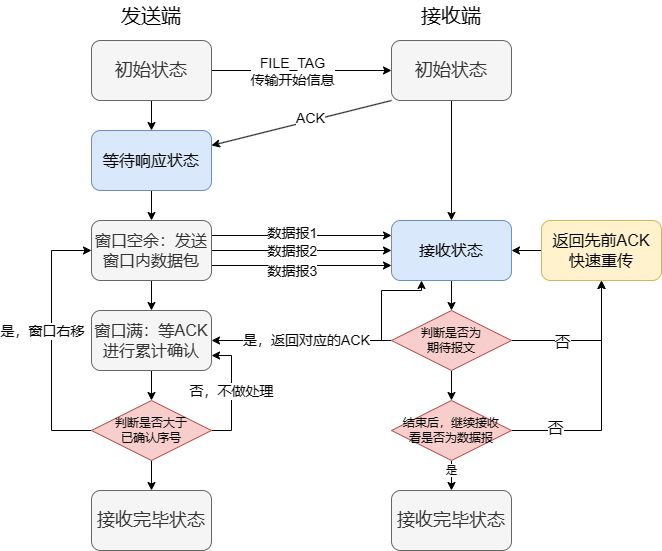 发送端
接收端
初始状态
FILE_TAG
传输开始信息
初始状态
ACK
等待响应状态
窗口空余：发送
窗口内数据包
数据报1
数据报2
数据报3
接收状态
返回先前ACK
快速重传
是，窗口右移
窗口满：等ACK
进行累计确认
是，返回对应的ACK
判断是否为
期待报文
否
否，不做处理
判断是否大于
已确认序号
结束后，继续接收
看是否为数据报
否
是
接收完毕状态
接收完毕状态